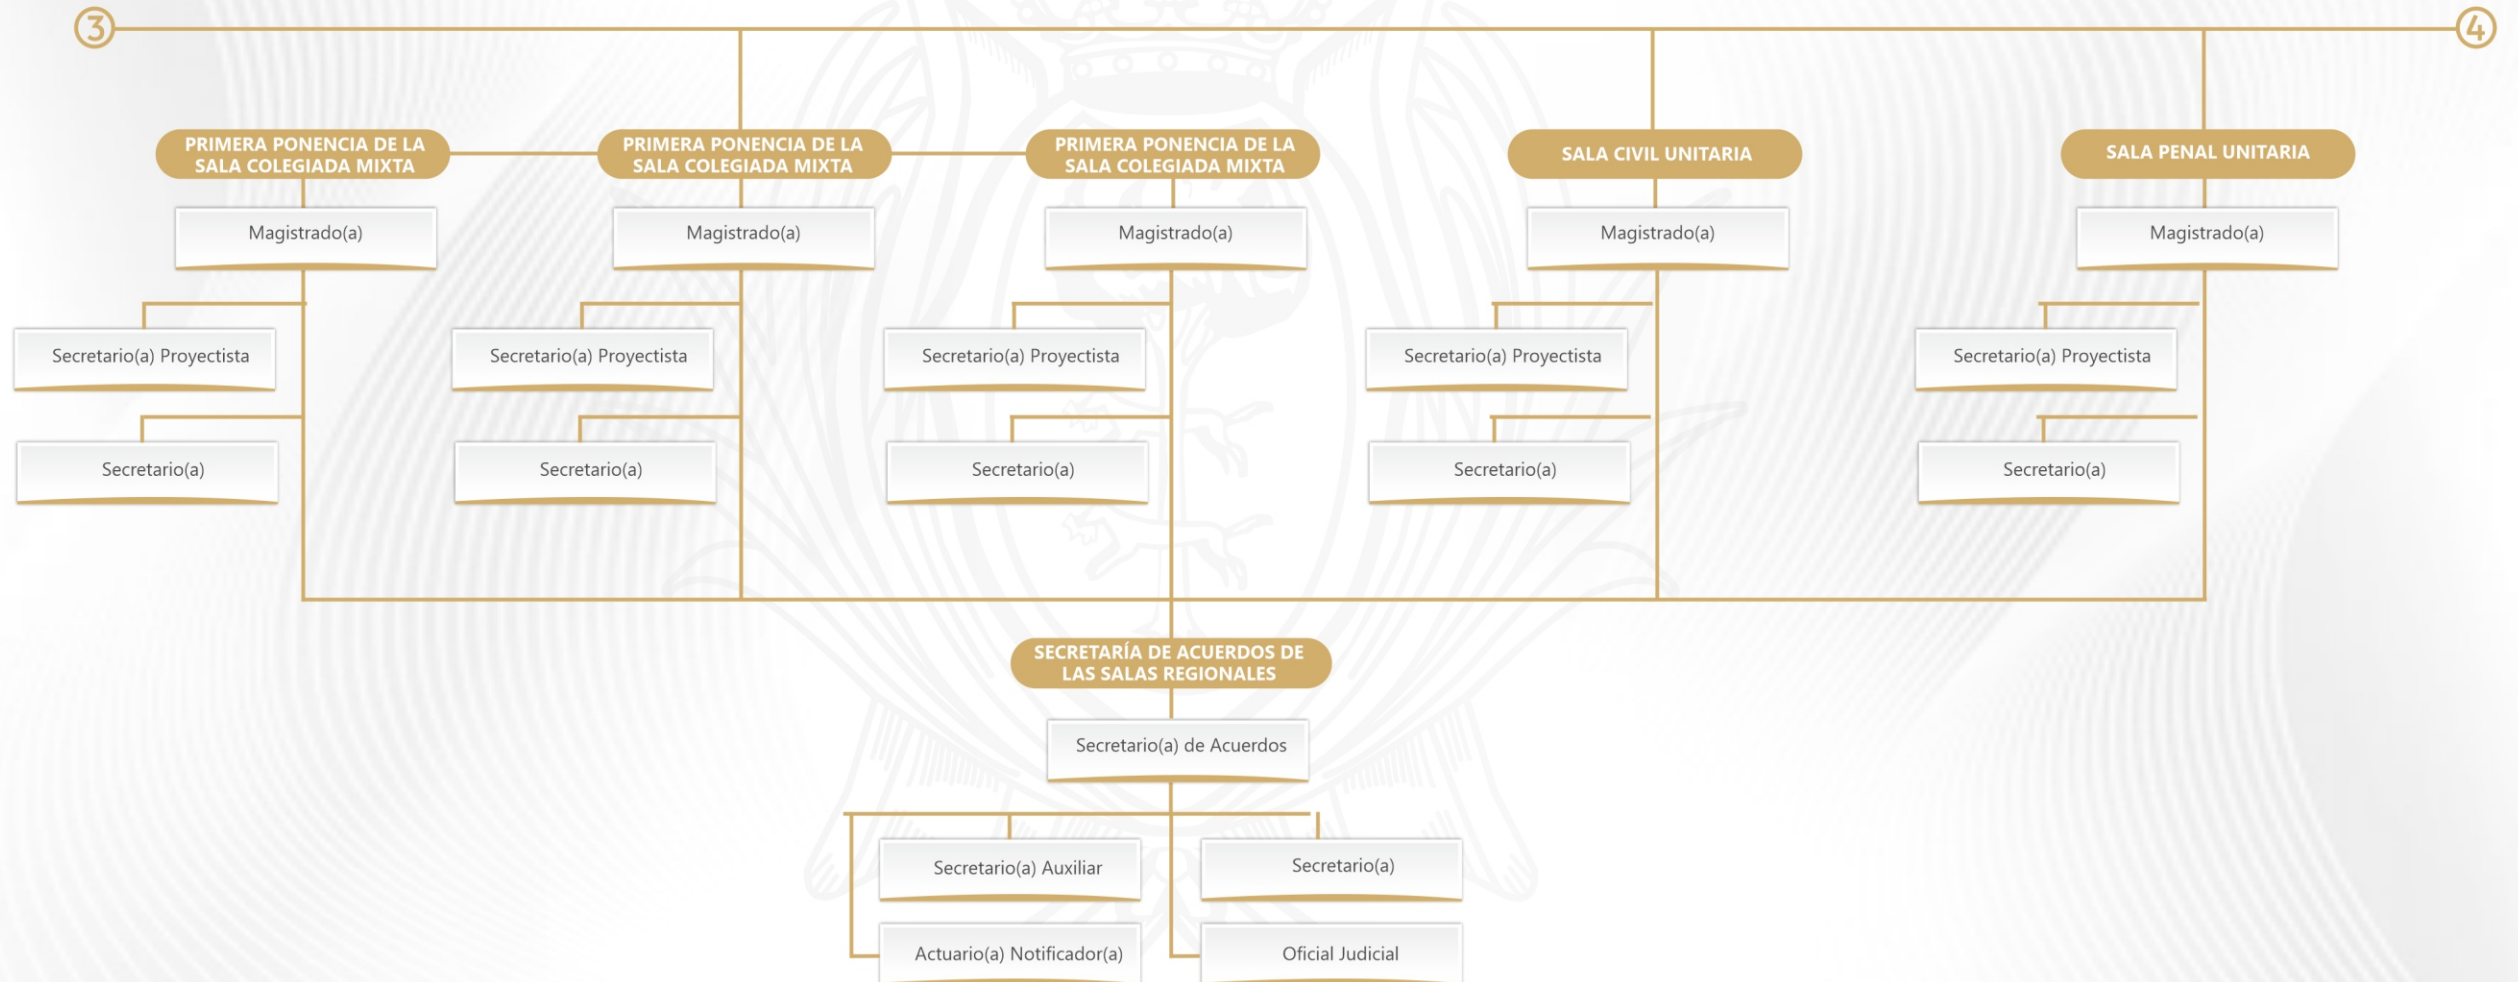 3
4
PRIMERA PONENCIA DE LA
SALA COLEGIADA MIXTA
PRIMERA PONENCIA DE LA
SALA COLEGIADA MIXTA
PRIMERA PONENCIA DE LA
SALA COLEGIADA MIXTA
SALA CIVIL UNITARIA
SALA PENAL UNITARIA
Magistrado(a)
Magistrado(a)
Magistrado(a)
Magistrado(a)
Magistrado(a)
Secretario(a) Proyectista
Secretario(a) Proyectista
Secretario(a) Proyectista
Secretario(a) Proyectista
Secretario(a) Proyectista
Secretario(a)
Secretario(a)
Secretario(a)
Secretario(a)
Secretario(a)
SECRETARÍA DE ACUERDOS DE
LAS SALAS REGIONALES
Secretario(a) de Acuerdos
Secretario(a) Auxiliar
Secretario(a)
Actuario(a) Notificador(a)
Oficial Judicial